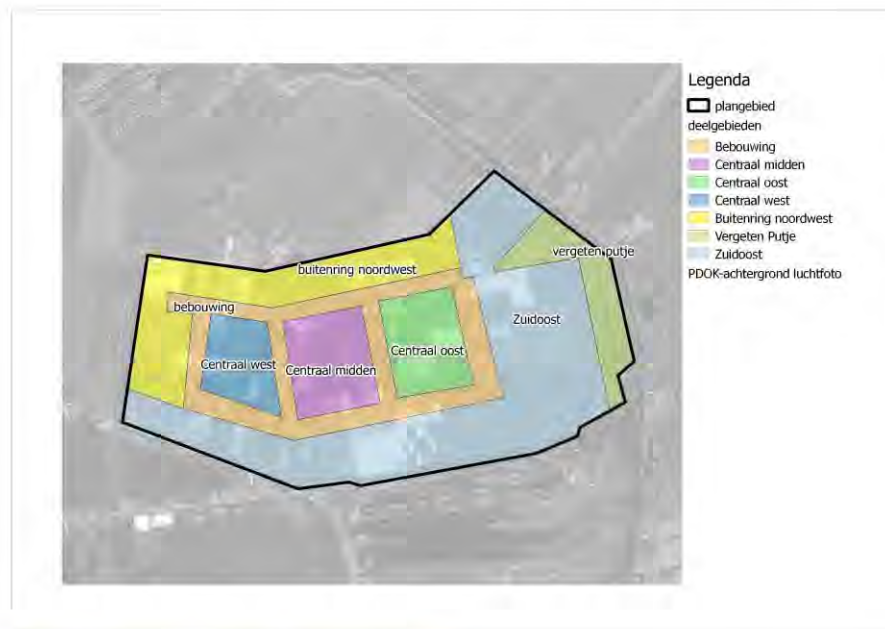 Legenda
plangebied
deelgebieden
Bebouwing
Centraal midden
Centraal oost
Centraal west
Buitenring noordwest
Vergeten Putje
Zuidoost
PDOK-achtergrond luchtfoto
vergeten putje
buitenring noordwest
bebouwing
Zuidoost
Centraal oost
Centraal west
Centraal midden